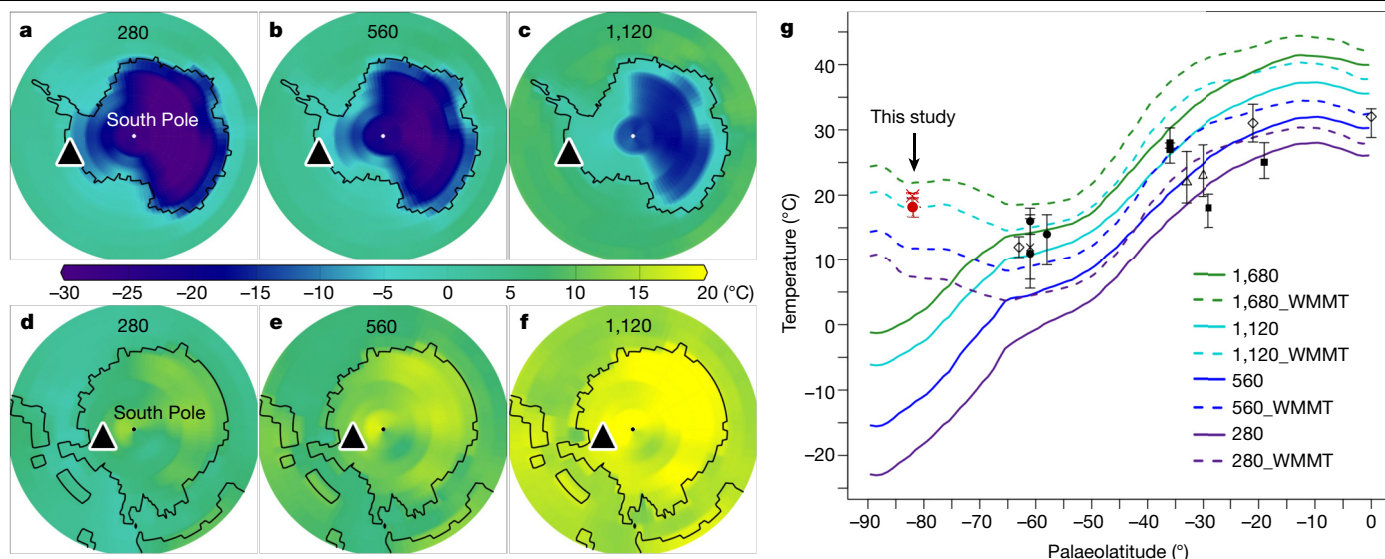 a
280
South Pole
b
560
c
1,120
–30 –25 –20 –15 –10 –5 0 5 10 15 20 (°C)
d
280
South Pole
e
560
f
1,120
g
Temperature (°C)
40
30
20
10
0
–10
–20
This study
1,680
1,680_WMMT
1,120
1,120_WMMT
560
560_WMMT
280
280_WMMT
–90 –80 –70 –60 –50 –40 –30 –20 –10 0
Palaeolatitude (°)